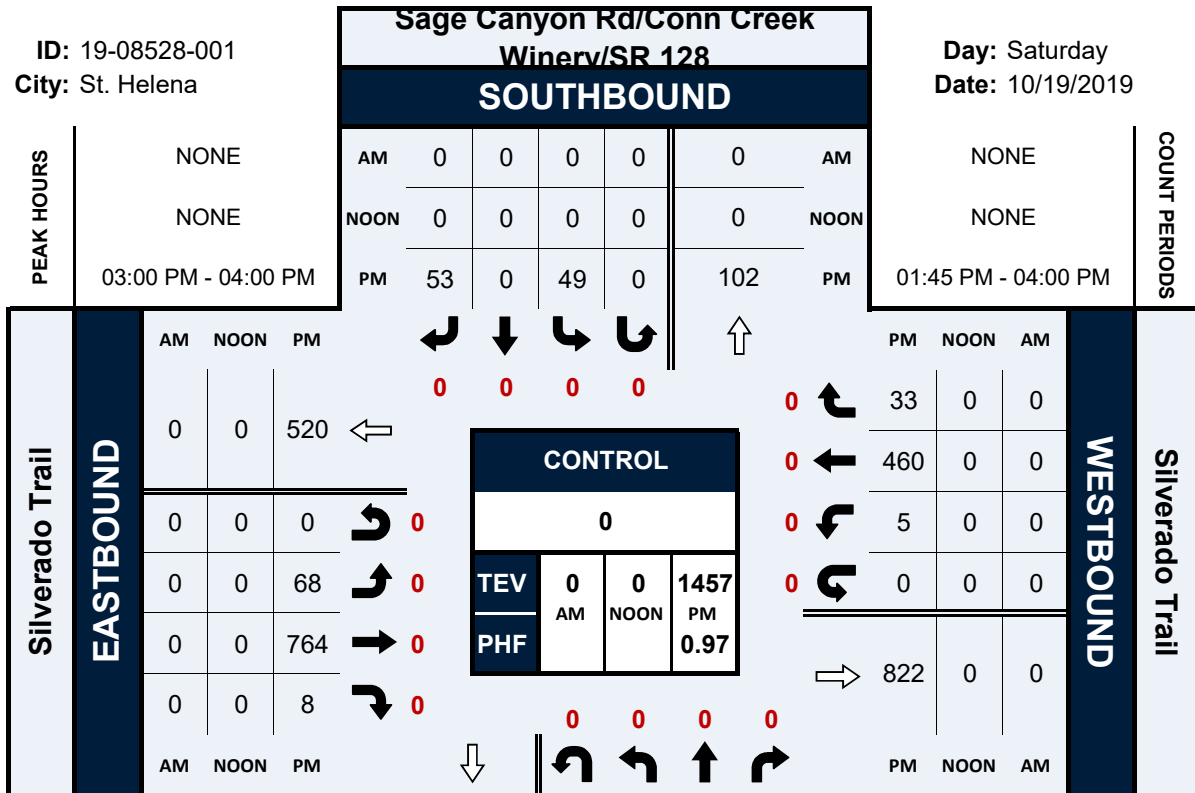 Sage Canyon Rd/Conn Creek
Winery/SR 128
ID: 19-08528-001
City: St. Helena
Day: Saturday
Date: 10/19/2019
SOUTHBOUND
PEAK HOURS
NONE
NONE
03:00 PM - 04:00 PM
AM 0 0 0 0 0 AM
NOON 0 0 0 0 0 NOON
PM 53 0 49 0 102 PM
NONE
NONE
01:45 PM - 04:00 PM
COUNT PERIODS
0 0 0 0
Silverado Trail
EASTBOUND
AM NOON PM
0 0 520
0 0 0 0
0 0 68 0
0 0 764 0
0 0 8 0
AM NOON PM
CONTROL
0
TEV 0 0 1457
AM NOON PM
PHF 0.97
PM NOON AM
0 33 0 0
0 460 0 0
0 5 0 0
0 0 0 0
822 0 0
PM NOON AM
WESTBOUND
Silverado Trail
0 0 0 0